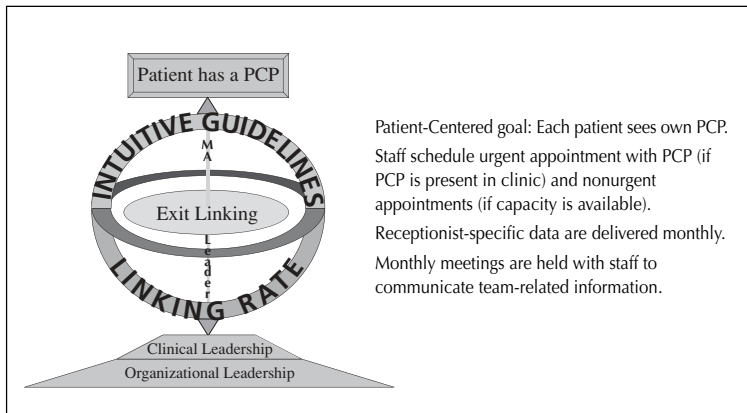 Patient has a PCP
INTUITIVE GUIDELINES
MA
Exit Linking
Leader
LINKING RATE
Clinical Leadership
Organizational Leadership
Patient-Centered goal: Each patient sees own PCP.
Staff schedule urgent appointment with PCP (if
PCP is present in clinic) and nonurgent
appointments (if capacity is available).
Receptionist-specific data are delivered monthly.
Monthly meetings are held with staff to
communicate team-related information.